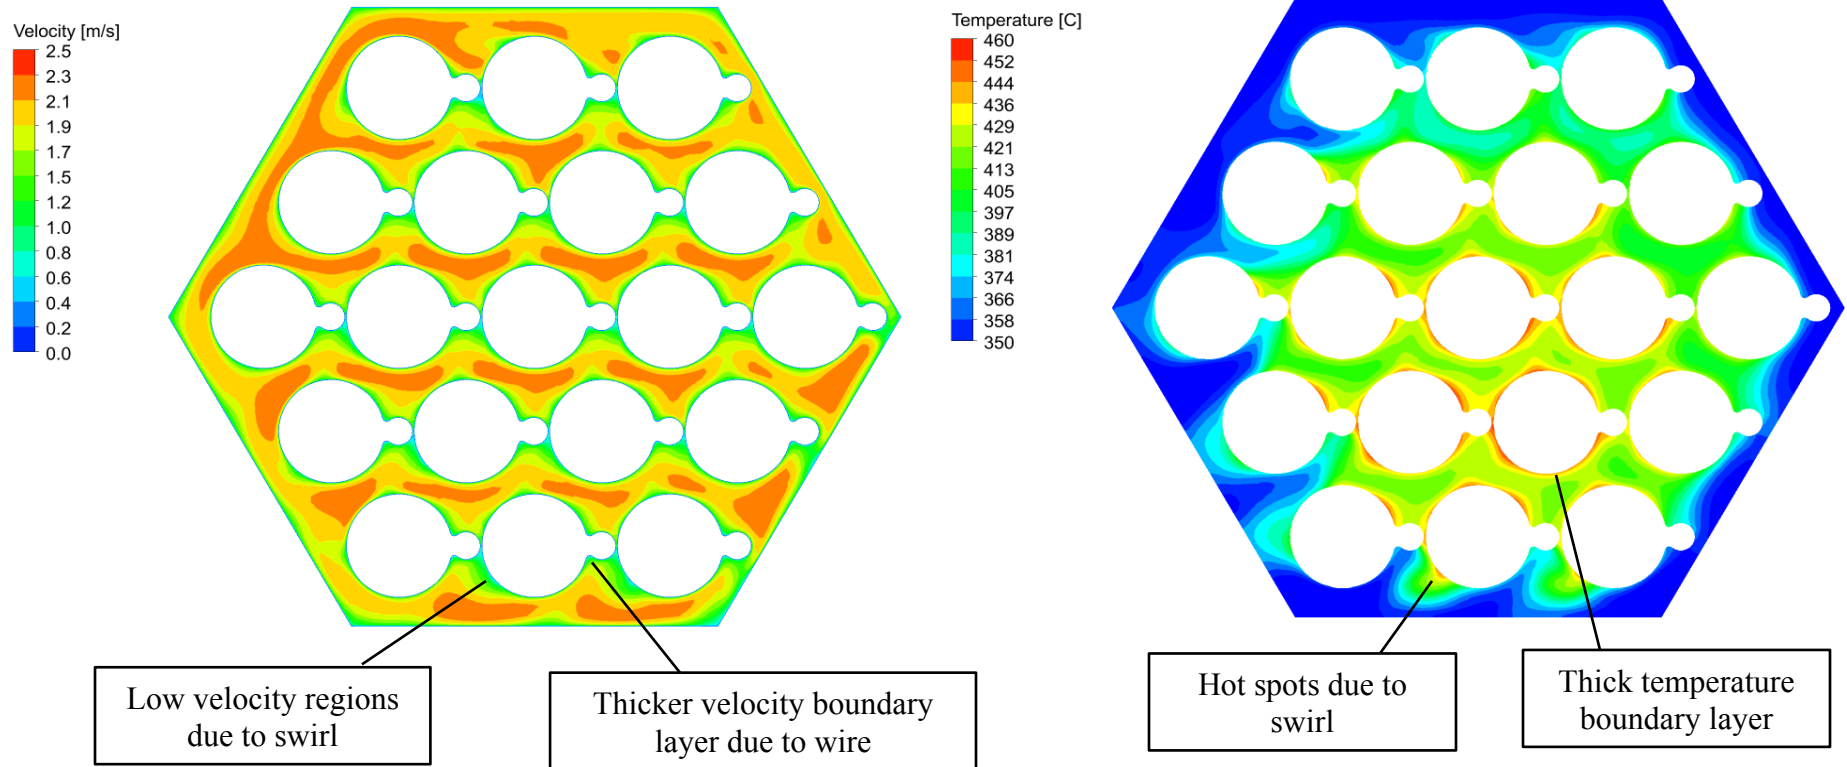 Velocity [m/s]
2.5
2.3
2.1
1.9
1.7
1.5
1.2
1.0
0.8
0.6
0.4
0.2
0.0
Temperature [C]
460
452
444
436
429
421
413
405
397
389
381
374
366
358
350
Low velocity regions
due to swirl
Thicker velocity boundary
layer due to wire
Hot spots due to
swirl
Thick temperature
boundary layer